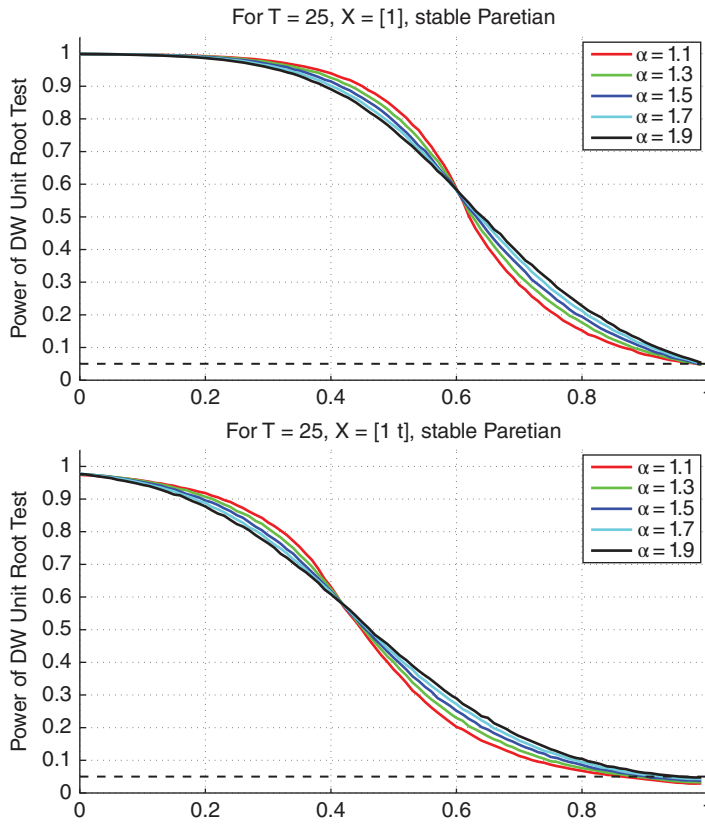 For T = 25, X = [1], stable Paretian
Power of DW Unit Root Test
1
0.9
0.8
0.7
0.6
0.5
0.4
0.3
0.2
0.1
0
α = 1.1
α = 1.3
α = 1.5
α = 1.7
α = 1.9
0 0.2 0.4 0.6 0.8 1
For T = 25, X = [1 t], stable Paretian
Power of DW Unit Root Test
1
0.9
0.8
0.7
0.6
0.5
0.4
0.3
0.2
0.1
0
α = 1.1
α = 1.3
α = 1.5
α = 1.7
α = 1.9
0 0.2 0.4 0.6 0.8 1